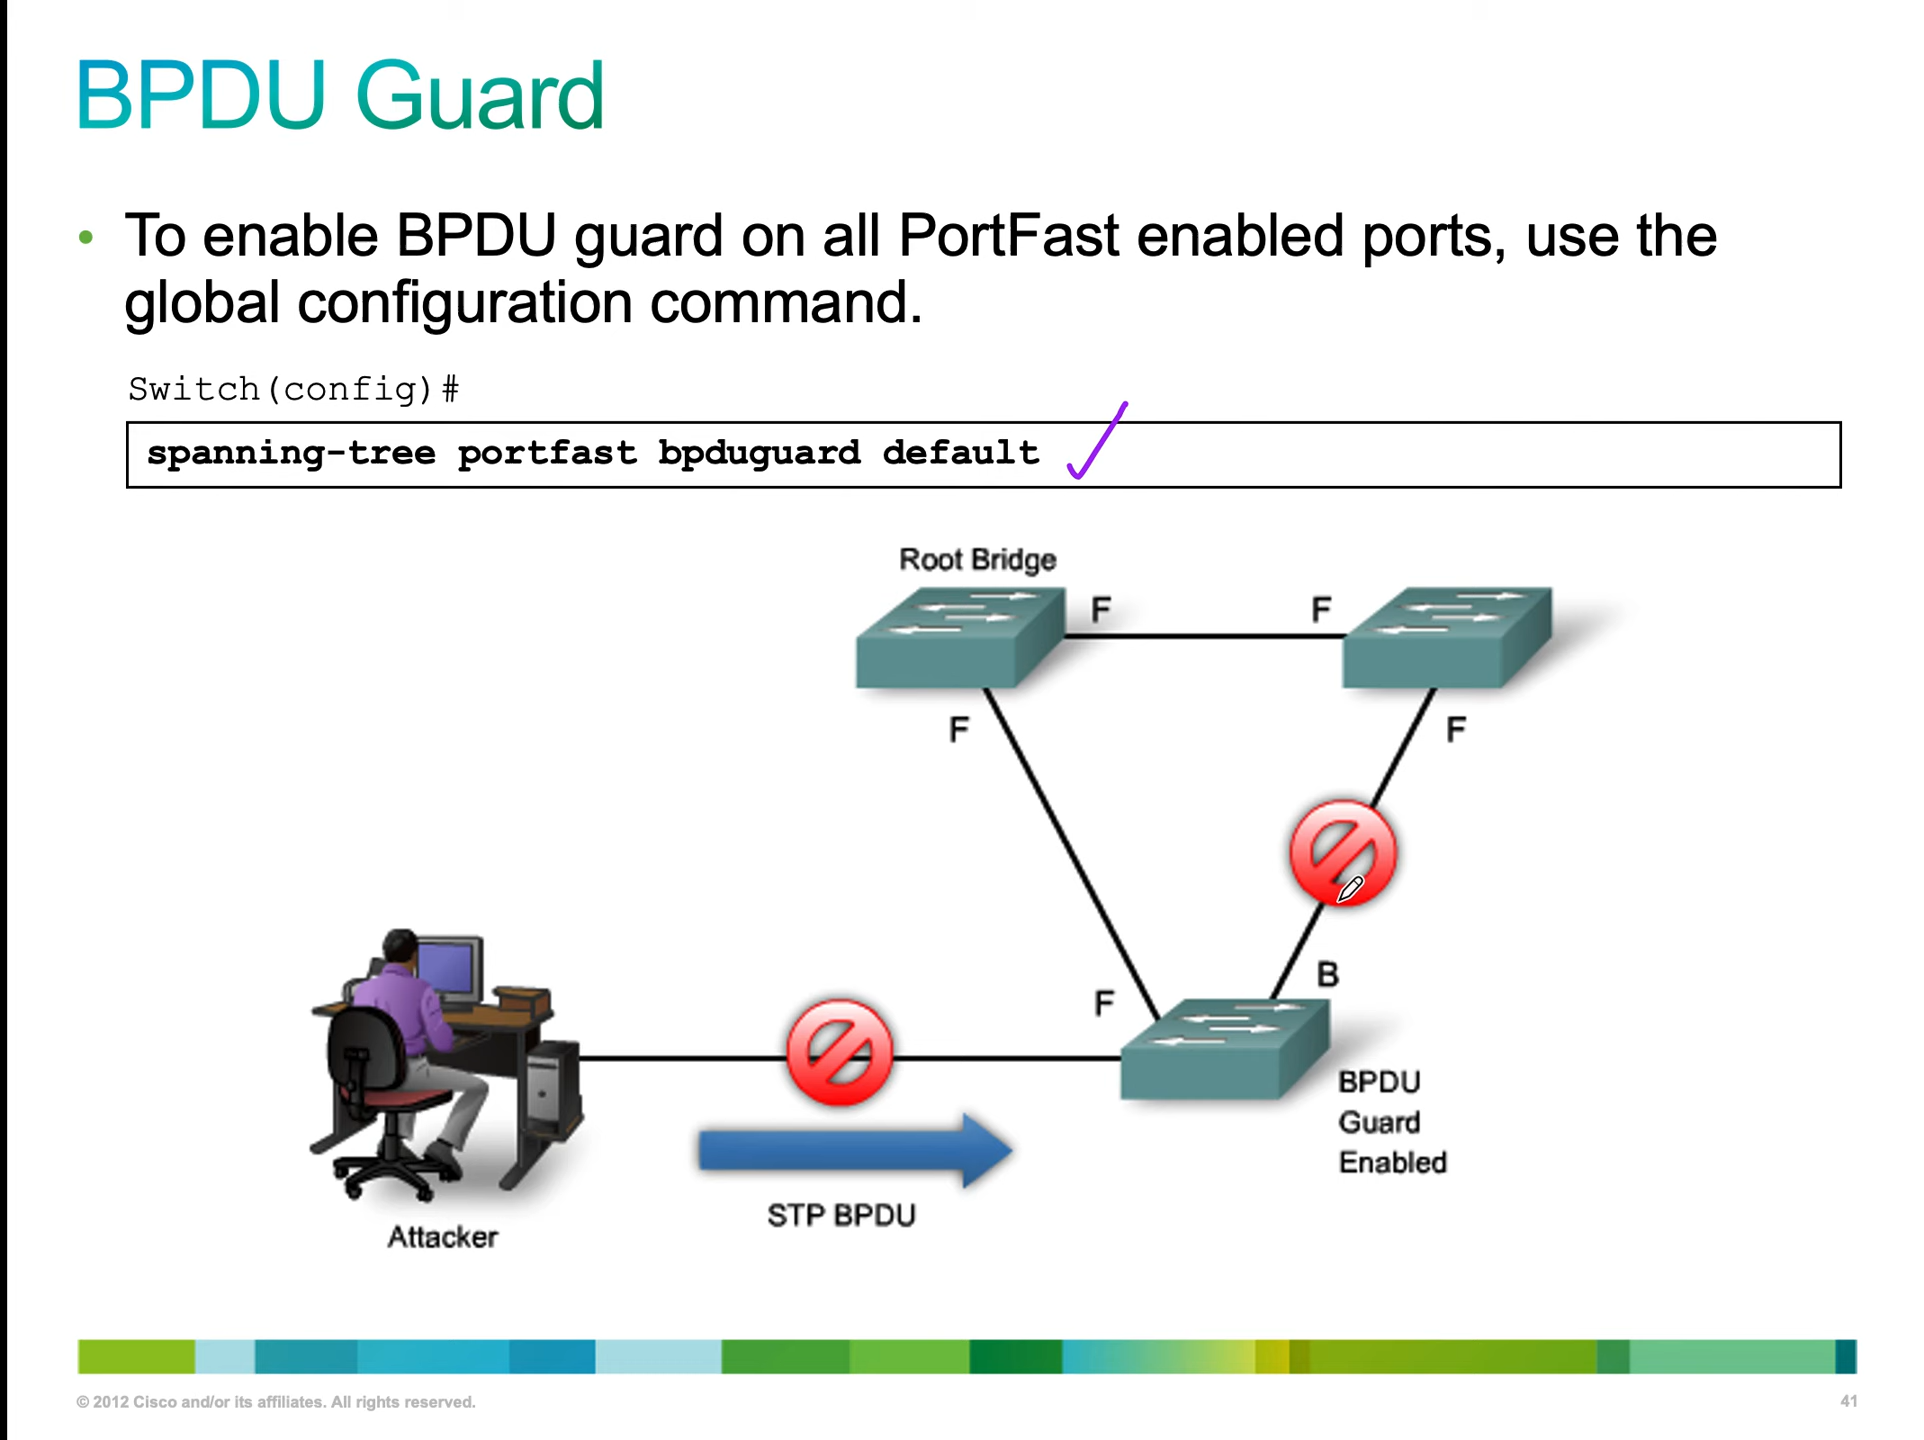 BPDU Guard
• To enable BPDU guard on all PortFast enabled ports, use the
global configuration command.
Switch(config)#
spanning-tree portfast bpduguard default
Root Bridge
F F
F F
B
F
BPDU
Guard
Enabled
STP BPDU
Attacker
© 2012 Cisco and/or its affiliates. All rights reserved.
41